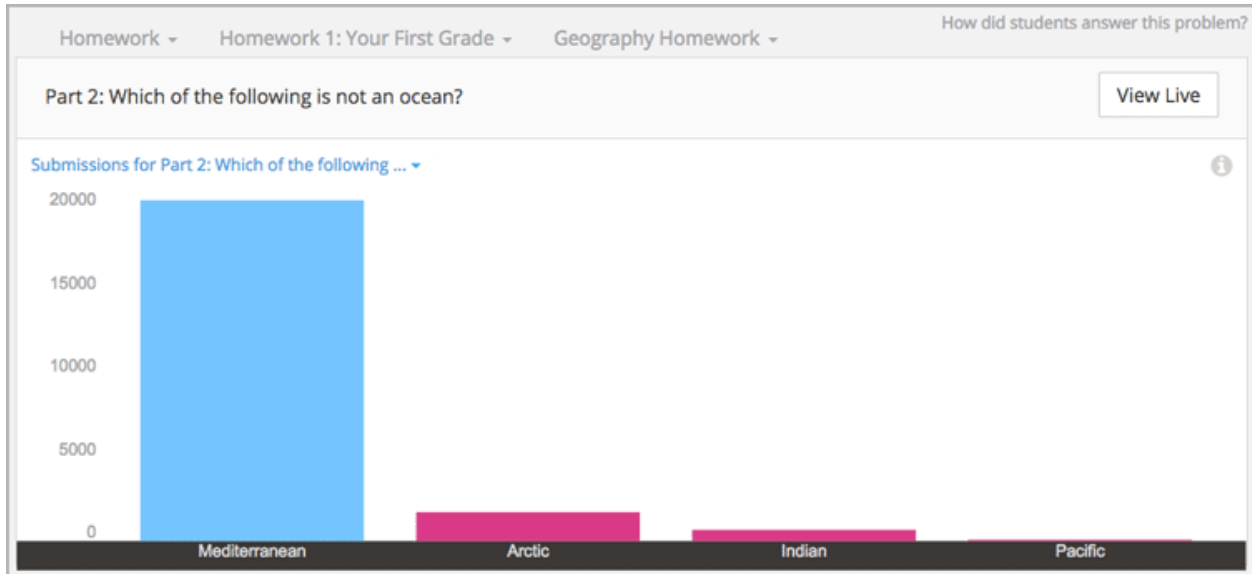 How did students answer this problem?
Homework Homework 1: Your First Grade Geography Homework
Part 2: Which of the following is not an ocean?
View Live
Submissions for Part 2: Which of the following ...
20000
15000
10000
5000
0
Mediterranean Arctic Indian Pacific